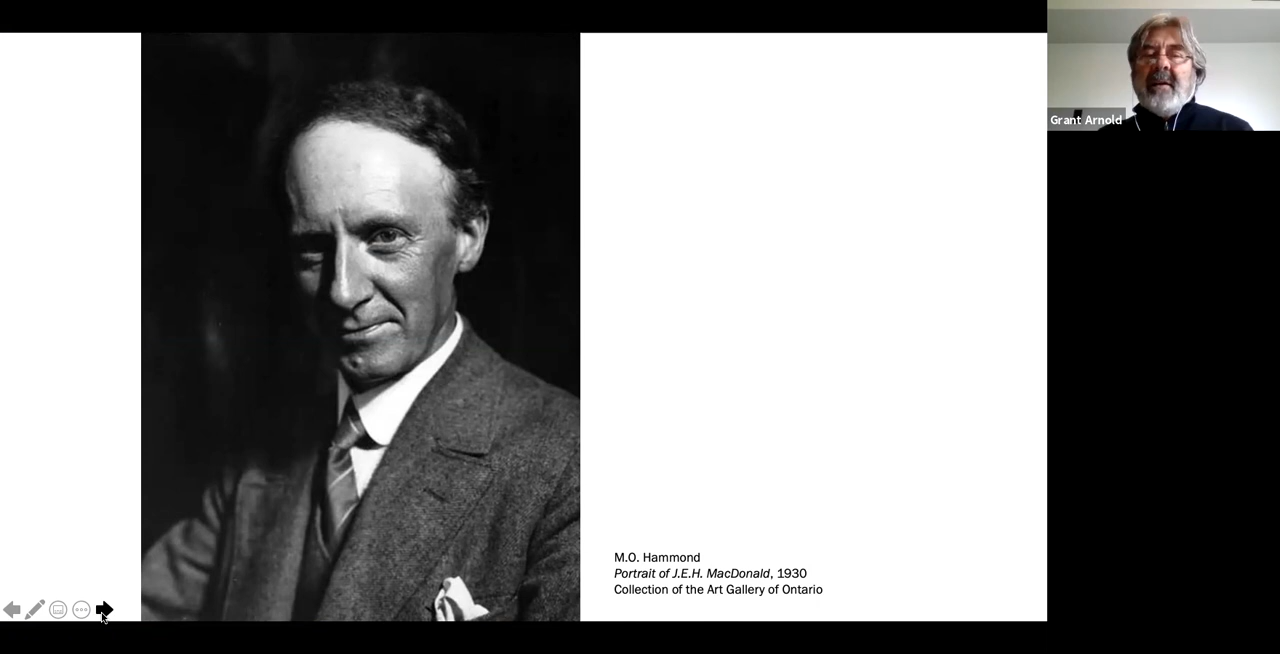 Grant Arnold
M.O. Hammond
Portrait of J.E.H. MacDonald, 1930
Collection of the Art Gallery of Ontario